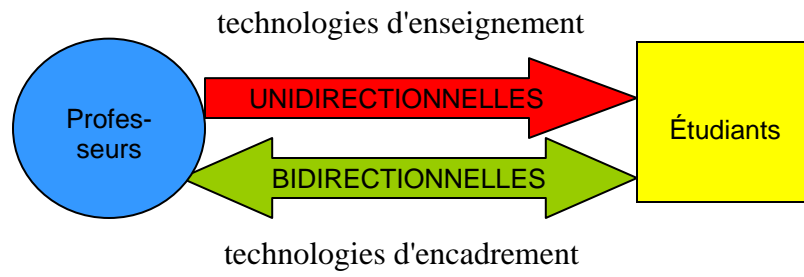 technologies d'enseignement
UNIDIRECTIONNELLES
Profes-
seurs
Étudiants
BIDIRECTIONNELLES
technologies d'encadrement